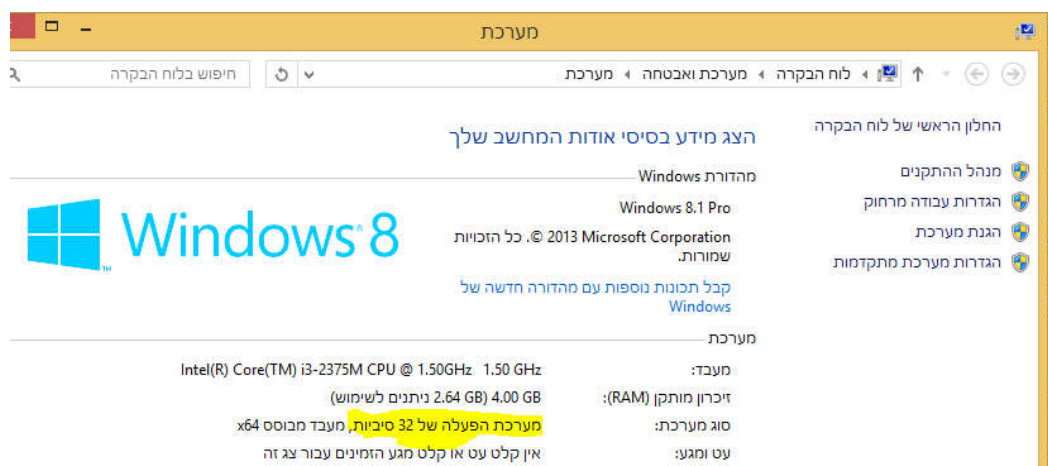 מערכת
לוח הבקרה
מערכת ואבטחה
מערכת
חיפוש בלוח הבקרה
החלון הראשי של לוח הבקרה
מנהל ההתקנים
הגדרות עבודה מרחוק
הגנת מערכת
הגדרות מערכת מתקדמות
הצג מידע בסיסי אודות המחשב שלך
מהדורת Windows
Windows 8.1 Pro
© 2013 Microsoft Corporation. כל הזכויות
שמורות.
קבל תכונות נוספות עם מהדורה חדשה של
Windows
Windows 8
מערכת
מעבד: Intel(R) Core(TM) i3-2375M CPU @ 1.50GHz 1.50 GHz
זיכרון מותקן (RAM): 4.00 GB (2.64 GB ניתנים לשימוש)
סוג מערכת: מערכת הפעלה של 32 סיביות, מעבד מבוסס x64
עט ומגע: אין קלט עט או קלט מגע הזמינים עבור צג זה